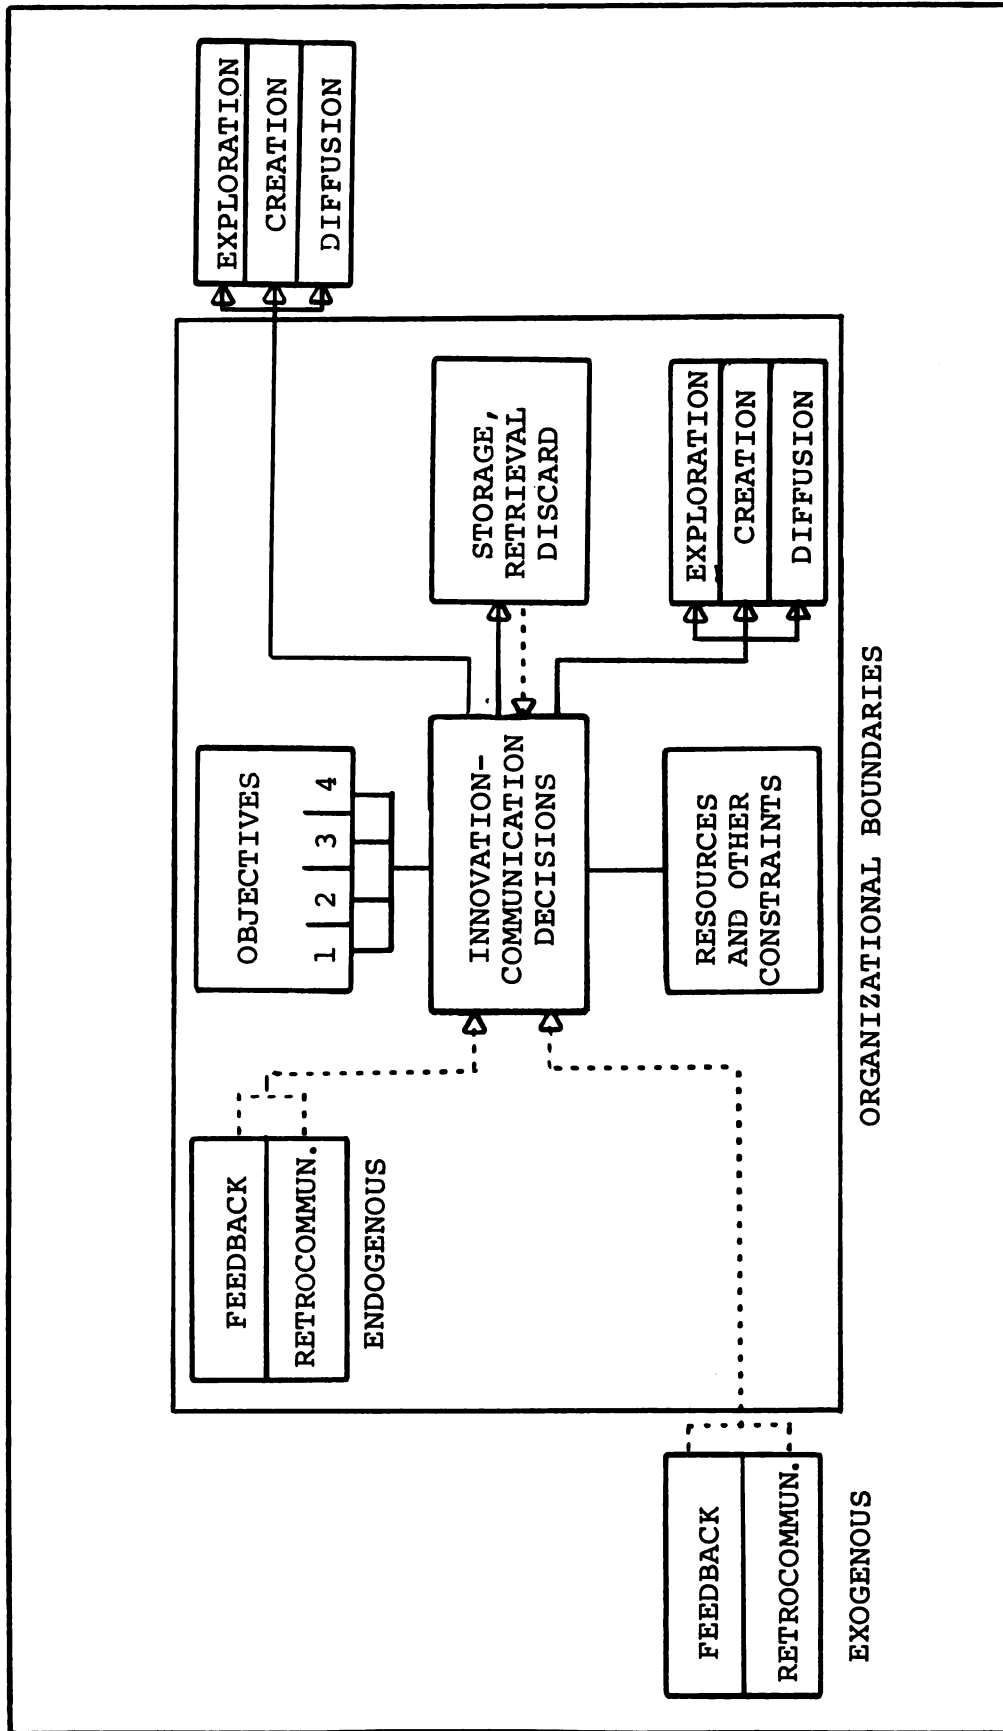 EXPLORATION
CREATION
DIFFUSION
OBJECTIVES
1 2 3 4
FEEDBACK
RETROCOMMUN.
ENDOGENOUS
INNOVATION-
COMMUNICATION
DECISIONS
STORAGE,
RETRIEVAL
DISCARD
RESOURCES
AND OTHER
CONSTRAINTS
EXPLORATION
CREATION
DIFFUSION
FEEDBACK
RETROCOMMUN.
EXOGENOUS
ORGANIZATIONAL BOUNDARIES